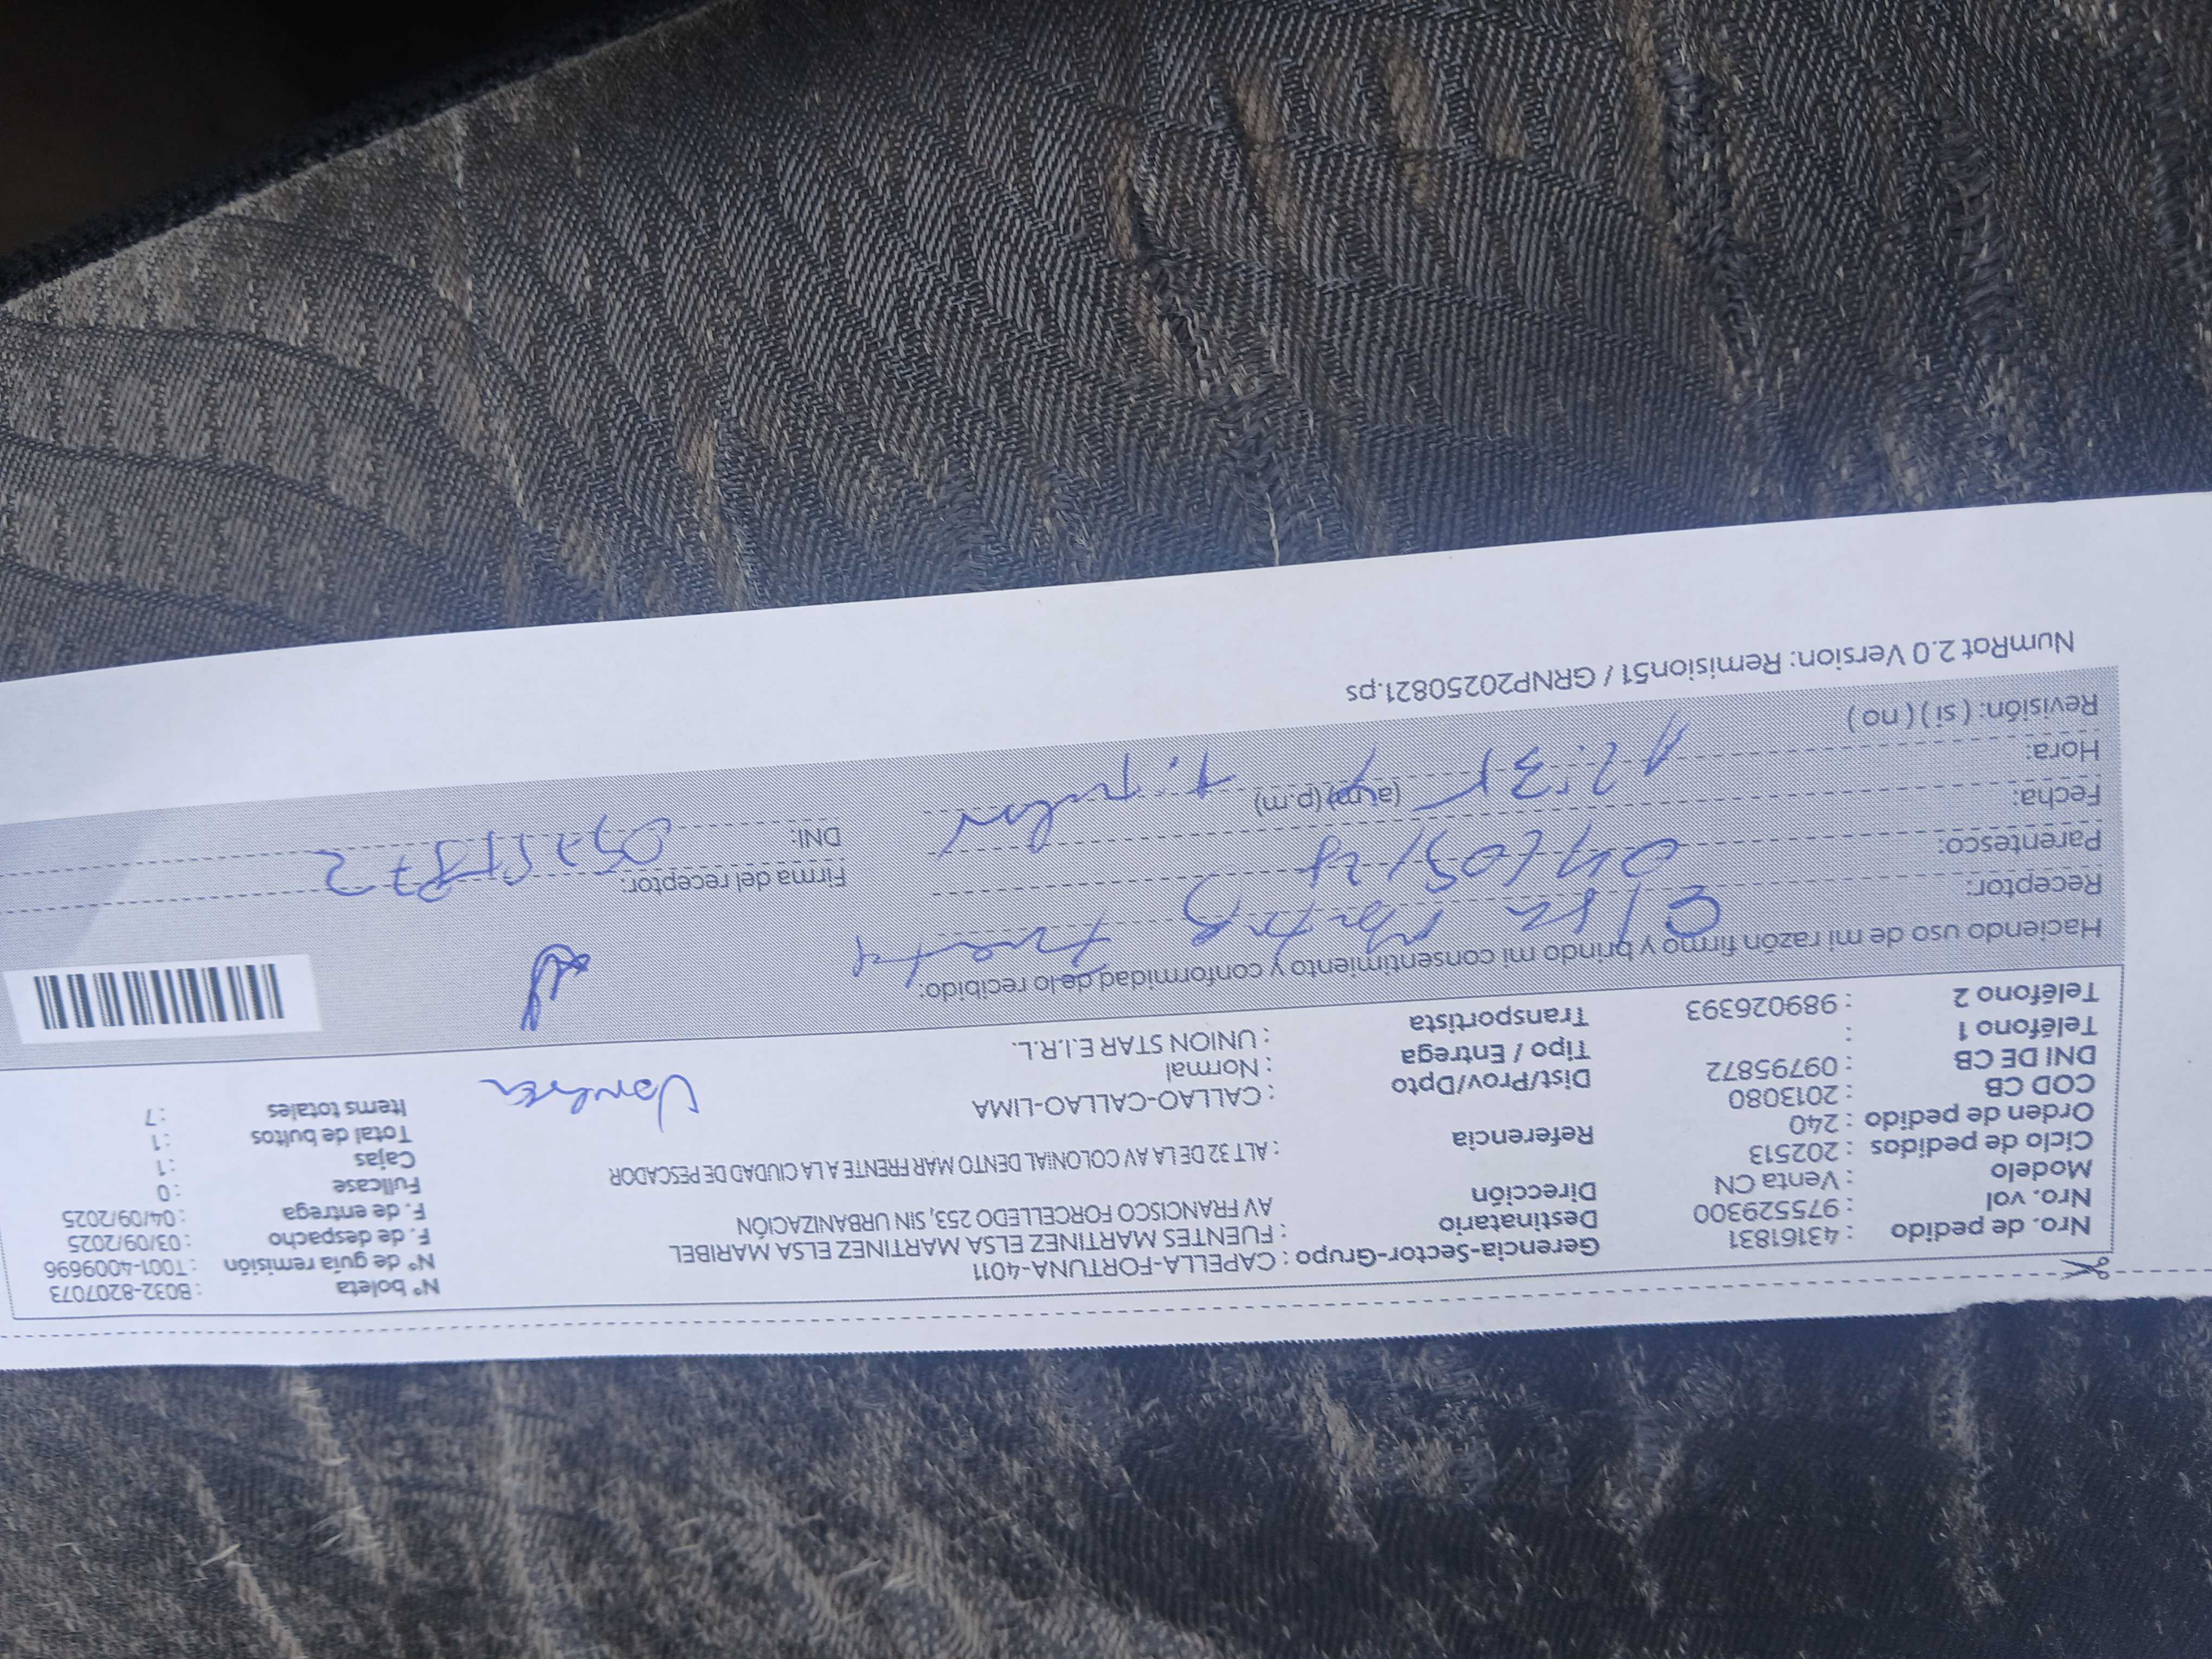 Nro. de pedido : 43161831
Nro. vol : 975529300
Modelo : Venta CN
Ciclo de pedidos : 202513
Orden de pedido : 240
COD CB : 2013080
DNI DE CB : 09795872
Teléfono 1 :
Teléfono 2 : 989026393
Gerencia-Sector-Grupo : CAPELLA-FORTUNA-4011
Destinatario : FUENTES MARTINEZ ELSA MARTINEZ ELSA MARIBEL
Dirección AV FRANCISCO FORCELLEDO 253, SIN URBANIZACIÓN
Referencia : ALT 32 DE LA AV COLONIAL DENTO MAR FRENTE A LA CIUDAD DE PESCADOR
Dist/Prov/Dpto : CALLAO-CALLAO-LIMA
Tipo / Entrega : Normal
Transportista : UNION STAR E.I.R.L.
N° boleta : B032-8207073
N° de guía remisión : T001-4009696
F. de despacho : 03/09/2025
F. de entrega : 04/09/2025
Fullcase : 0
Cajas : 1
Total de bultos : 1
Items totales : 7
Haciendo uso de mi razón firmo y brindo mi consentimiento y conformidad de lo recibido:
Receptor: Elsa
Parentesco:
Fecha:
Hora: (a.m) (p.m)
Revisión: ( si ) ( no )
Firma del receptor:
DNI:
NumRot 2.0 Version: Remision51 / GRNP20250821.ps